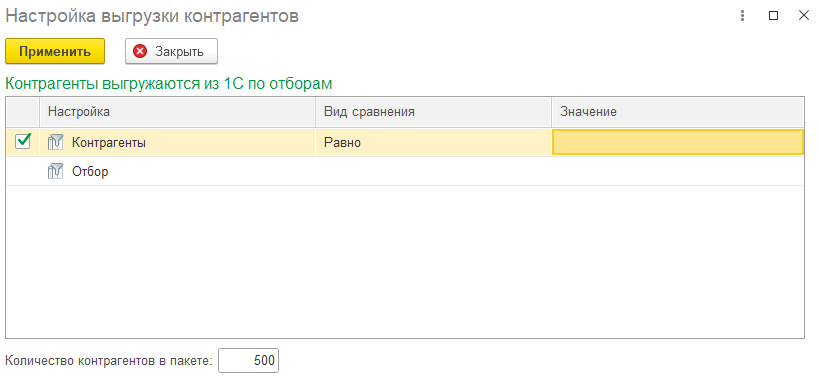 Настройка выгрузки контрагентов
Применить Закрыть
Контрагенты выгружаются из 1С по отборам
Настройка Вид сравнения Значение
Контрагенты Равно
Отбор
Количество контрагентов в пакете: 500